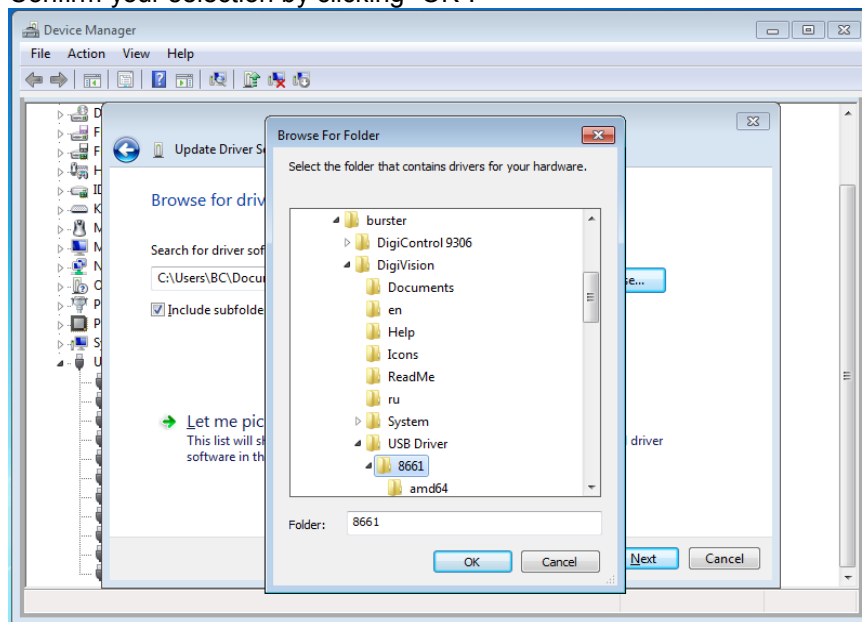 Confirm your selection by clicking "OK".
Device Manager
File Action View Help
D
F
F
H
ID
K
M
M
N
O
P
P
S
U
Update Driver S
Browse for driv
Search for driver sof
C:\Users\BC\Docu
Include subfolde
Let me pic
This list will s
software in th
e...
driver
Next
Cancel
Browse For Folder
Select the folder that contains drivers for your hardware.
burster
DigiControl 9306
DigiVision
Documents
en
Help
Icons
ReadMe
ru
System
USB Driver
8661
amd64
Folder: 8661
OK Cancel